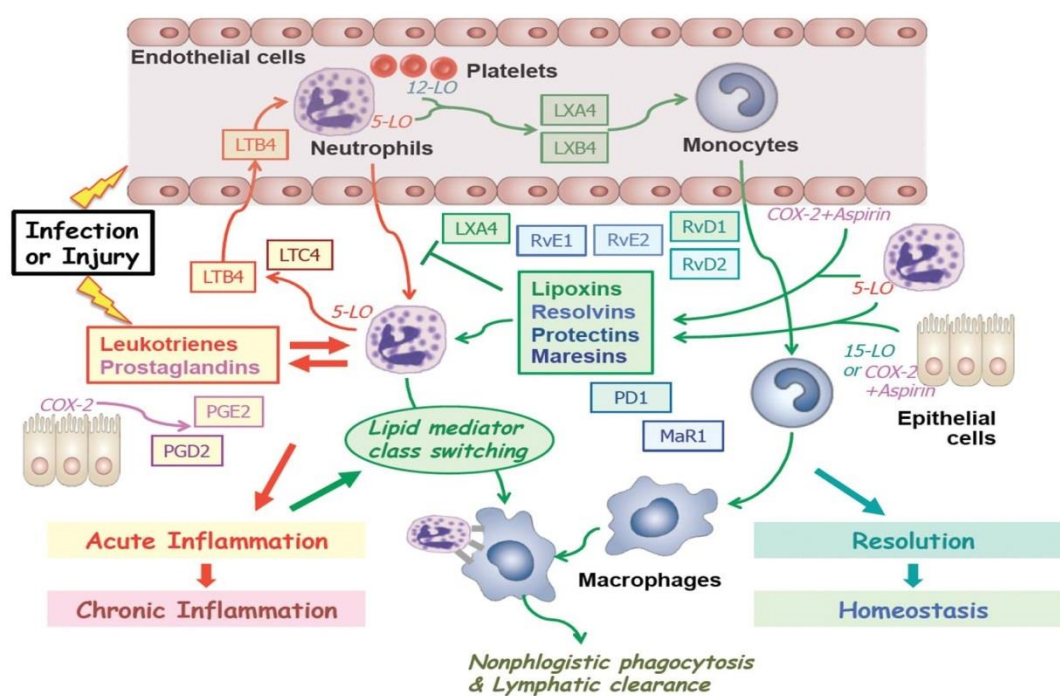 Endothelial cells
Platelets
12-LO
5-LO
Neutrophils
LXA4
LXB4
Monocytes
LTB4
Infection
or Injury
LTB4
LTC4
5-LO
LXA4
RvE1
RvE2
RvD1
RvD2
COX-2+Aspirin
5-LO
Lipoxins
Resolvins
Protectins
Maresins
15-LO
or COX-2
+Aspirin
Epithelial
cells
Leukotrienes
Prostaglandins
COX-2
PGE2
PGD2
PD1
MaR1
Lipid mediator
class switching
Acute Inflammation
Chronic Inflammation
Macrophages
Resolution
Homeostasis
Nonphlogistic phagocytosis
& Lymphatic clearance